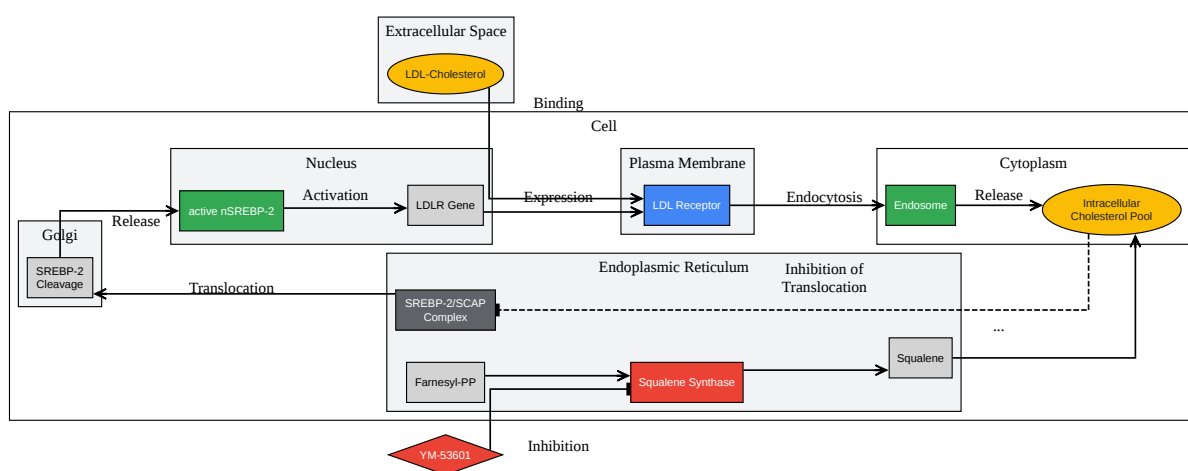 Extracellular Space
LDL-Cholesterol
Binding
Cell
Nucleus
Plasma Membrane
Cytoplasm
active nSREBP-2
Activation
LDLR Gene
Expression
LDL Receptor
Endocytosis
Endosome
Release
Intracellular
Cholesterol Pool
Release
Golgi
SREBP-2
Cleavage
Translocation
Endoplasmic Reticulum
Inhibition of
Translocation
SREBP-2/SCAP
Complex
...
Farnesyl-PP
Squalene Synthase
Squalene
YM-53601
Inhibition